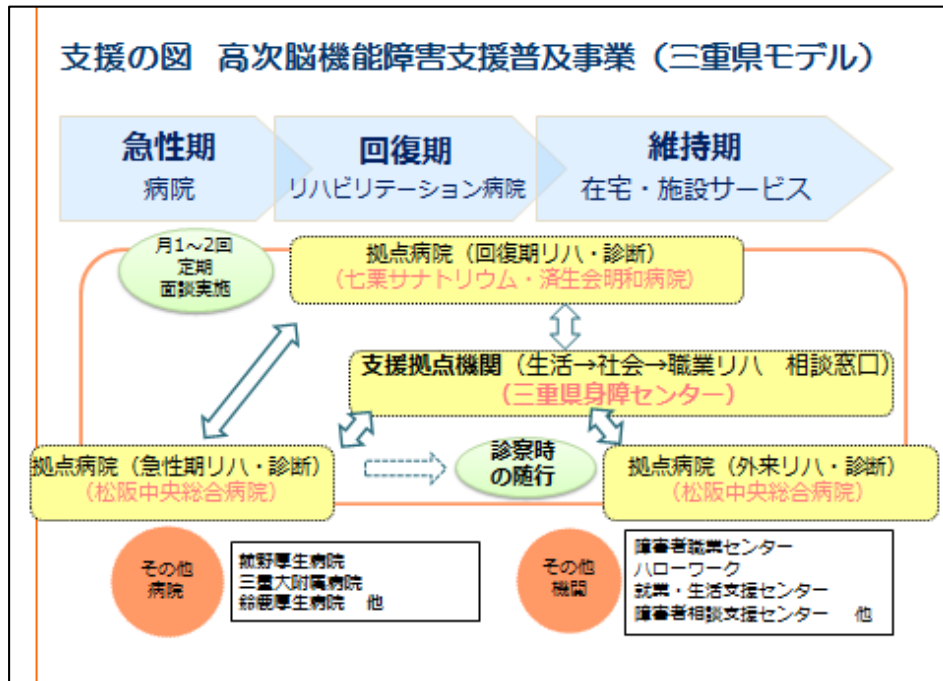 支援の図 高次脳機能障害支援普及事業（三重県モデル）
急性期
病院
回復期
リハビリテーション病院
維持期
在宅・施設サービス
月1～2回
定期
面談実施
拠点病院（回復期リハ・診断）
（七栗サナトリウム・済生会明和病院）
支援拠点機関（生活→社会→職業リハ　相談窓口）
（三重県身障センター）
拠点病院（急性期リハ・診断）
（松阪中央総合病院）
診察時
の随行
拠点病院（外来リハ・診断）
（松阪中央総合病院）
その他
病院
菰野厚生病院
三重大附属病院
鈴鹿厚生病院　他
その他
機関
障害者職業センター
ハローワーク
就業・生活支援センター
障害者相談支援センター　他